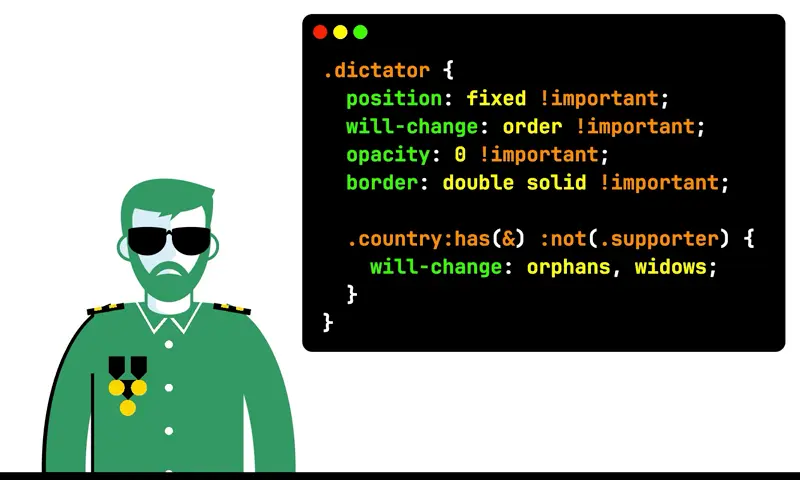 .dictator {
position: fixed !important;
will-change: order !important;
opacity: 0 !important;
border: double solid !important;
.country:has(&) :not(.supporter) {
will-change: orphans, widows;
}
}